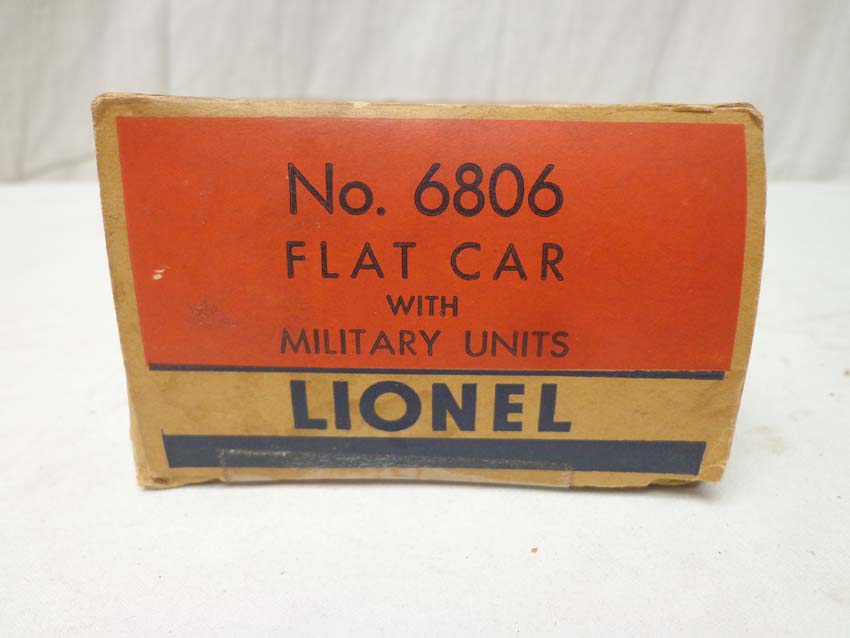 No. 6806
FLAT CAR
WITH
MILITARY UNITS
LIONEL